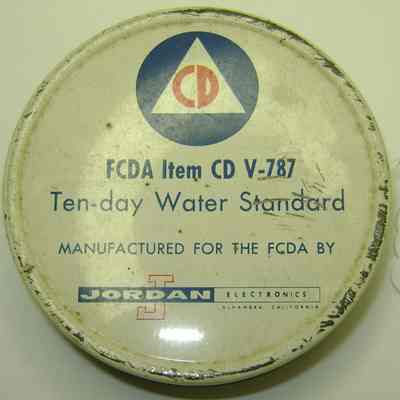 CD
FCDA Item CD V-787
Ten-day Water Standard
MANUFACTURED FOR THE FCDA BY
JORDAN ELECTRONICS
ALHAMBRA, CALIFORNIA